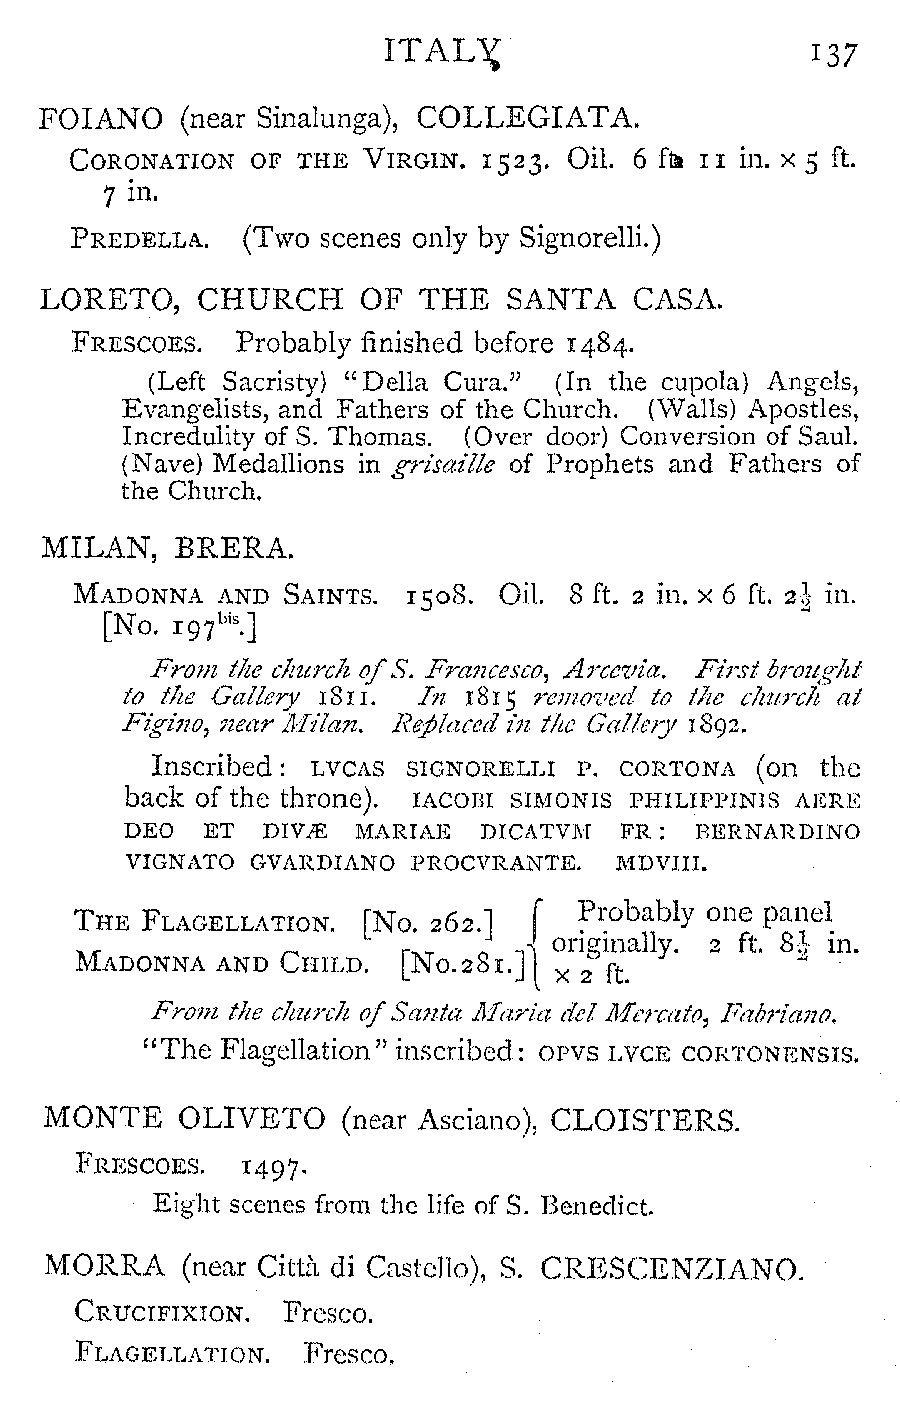 ITALY 137
FOIANO (near Sinalunga), COLLEGIATA.
CORONATION OF THE VIRGIN. 1523. Oil. 6 ft. 11 in. × 5 ft.
7 in.
PREDELLA. (Two scenes only by Signorelli.)
LORETO, CHURCH OF THE SANTA CASA.
FRESCOES. Probably finished before 1484.
(Left Sacristy) “Della Cura.” (In the cupola) Angels,
Evangelists, and Fathers of the Church. (Walls) Apostles,
Incredulity of S. Thomas. (Over door) Conversion of Saul.
(Nave) Medallions in grisaille of Prophets and Fathers of
the Church.
MILAN, BRERA.
MADONNA AND SAINTS. 1508. Oil. 8 ft. 2 in. × 6 ft. 2½ in.
[No. 197bis.]
From the church of S. Francesco, Arcevia. First brought
to the Gallery 1811. In 1815 removed to the church at
Figino, near Milan. Replaced in the Gallery 1892.
Inscribed: LVCAS SIGNORELLI P. CORTONA (on the
back of the throne). IACOBI SIMONIS PHILIPPINIS AERE
DEO ET DIVÆ MARIAE DICATVM FR: BERNARDINO
VIGNATO GVARDIANO PROCVRANTE. MDVIII.
THE FLAGELLATION. [No. 262.]
MADONNA AND CHILD. [No. 281.]
Probably one panel
originally. 2 ft. 8½ in.
× 2 ft.
From the church of Santa Maria del Mercato, Fabriano.
“The Flagellation” inscribed: OPVS LVCE CORTONENSIS.
MONTE OLIVETO (near Asciano), CLOISTERS.
FRESCOES. 1497.
Eight scenes from the life of S. Benedict.
MORRA (near Città di Castello), S. CRESCENZIANO.
CRUCIFIXION. Fresco.
FLAGELLATION. Fresco.